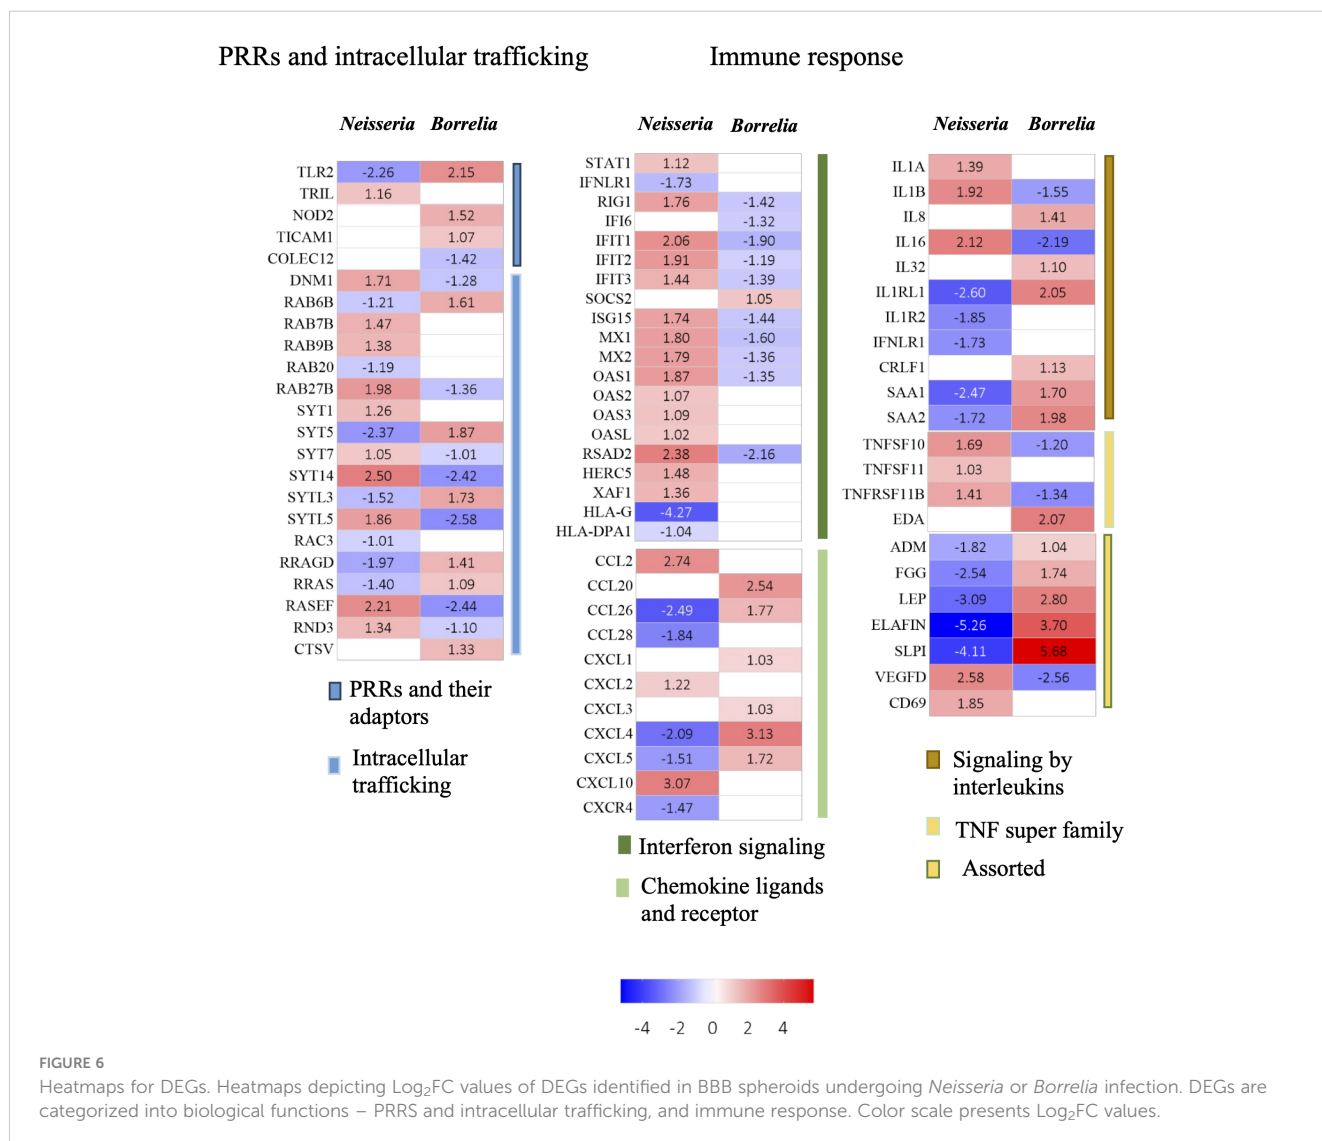 PRRs and intracellular trafficking
Immune response
Neisseria Borrelia
TLR2 -2.26 2.15
TRIL 1.16
NOD2 1.52
TICAM1 1.07
COLEC12 -1.42
DNM1 1.71 -1.28
RAB6B -1.21 1.61
RAB7B 1.47
RAB9B 1.38
RAB20 -1.19
RAB27B 1.98 -1.36
SYT1 1.26
SYT5 -2.37 1.87
SYT7 1.05 -1.01
SYT14 2.50 -2.42
SYTL3 -1.52 1.73
SYTL5 1.86 -2.58
RAC3 -1.01
RRAGD -1.97 1.41
RRAS -1.40 1.09
RASEF 2.21 -2.44
RND3 1.34 -1.10
CTSV 1.33
PRRs and their
adaptors
Intracellular
trafficking
Neisseria Borrelia
STAT1 1.12
IFNLR1 -1.73
RIG1 1.76 -1.42
IFI6 -1.32
IFIT1 2.06 -1.90
IFIT2 1.91 -1.19
IFIT3 1.44 -1.39
SOCS2 1.05
ISG15 1.74 -1.44
MX1 1.80 -1.60
MX2 1.79 -1.36
OAS1 1.87 -1.35
OAS2 1.07
OAS3 1.09
OASL 1.02
RSAD2 2.38 -2.16
HERC5 1.48
XAF1 1.36
HLA-G -4.27
HLA-DPA1 -1.04
CCL2 2.74
CCL20 2.54
CCL26 -2.49 1.77
CCL28 -1.84
CXCL1 1.03
CXCL2 1.22
CXCL3 1.03
CXCL4 -2.09 3.13
CXCL5 -1.51 1.72
CXCL10 3.07
CXCR4 -1.47
Interferon signaling
Chemokine ligands
and receptor
Neisseria Borrelia
IL1A 1.39
IL1B 1.92 -1.55
IL8 1.41
IL16 2.12 -2.19
IL32 1.10
IL1RL1 -2.60 2.05
IL1R2 -1.85
IFNLR1 -1.73
CRLF1 1.13
SAA1 -2.47 1.70
SAA2 -1.72 1.98
TNFSF10 1.69 -1.20
TNFSF11 1.03
TNFRSF11B 1.41 -1.34
EDA 2.07
ADM -1.82 1.04
FGG -2.54 1.74
LEP -3.09 2.80
ELAFIN -5.26 3.70
SLPI -4.11 5.68
VEGFD 2.58 -2.56
CD69 1.85
Signaling by
interleukins
TNF super family
Assorted
-4 -2 0 2 4
FIGURE 6
Heatmaps for DEGs. Heatmaps depicting Log₂FC values of DEGs identified in BBB spheroids undergoing Neisseria or Borrelia infection. DEGs are
categorized into biological functions – PRRS and intracellular trafficking, and immune response. Color scale presents Log₂FC values.